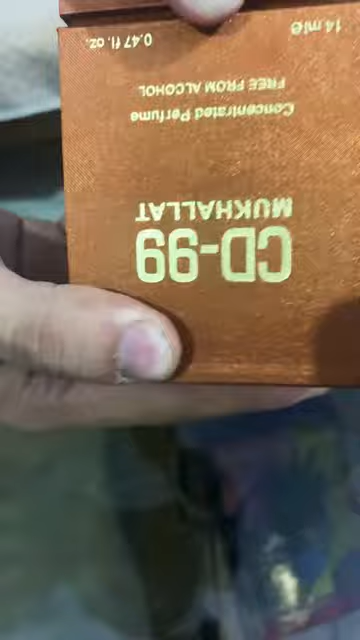 CD-99
MUKHALLAT
Concentrated Perfume
FREE FROM ALCOHOL
14 ml e 0.47 fl. oz.